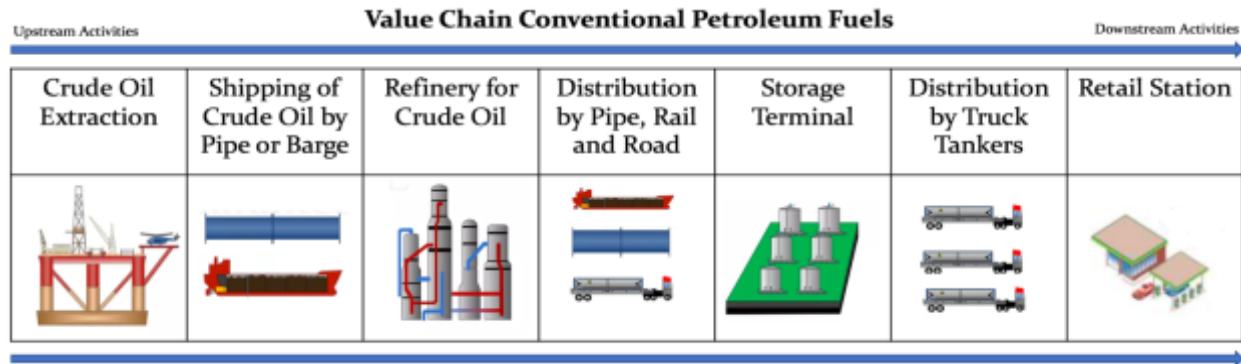 Value Chain Conventional Petroleum Fuels
Upstream Activities
Downstream Activities
Crude Oil
Extraction
Shipping of
Crude Oil by
Pipe or Barge
Refinery for
Crude Oil
Distribution
by Pipe, Rail
and Road
Storage
Terminal
Distribution
by Truck
Tankers
Retail Station